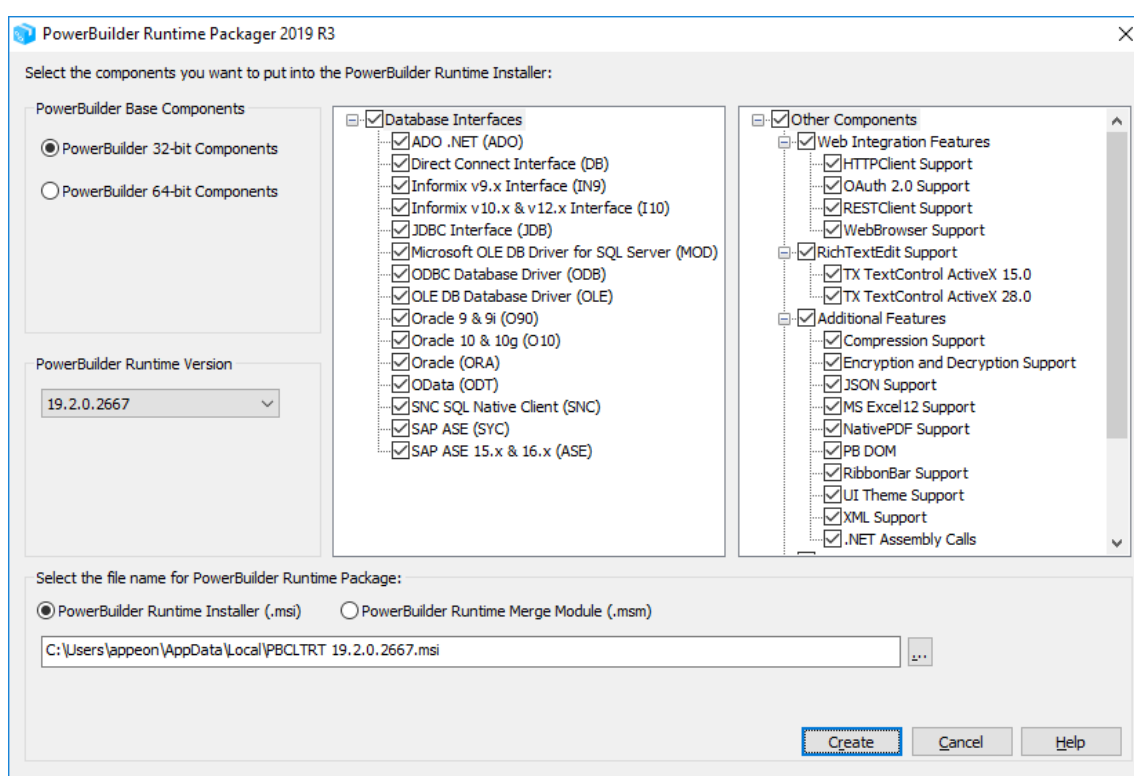 PowerBuilder Runtime Packager 2019 R3
Select the components you want to put into the PowerBuilder Runtime Installer:
PowerBuilder Base Components
PowerBuilder 32-bit Components
PowerBuilder 64-bit Components
PowerBuilder Runtime Version
19.2.0.2667
Database Interfaces
ADO .NET (ADO)
Direct Connect Interface (DB)
Informix v9.x Interface (IN9)
Informix v10.x & v12.x Interface (I10)
JDBC Interface (JDB)
Microsoft OLE DB Driver for SQL Server (MOD)
ODBC Database Driver (ODB)
OLE DB Database Driver (OLE)
Oracle 9 & 9i (O90)
Oracle 10 & 10g (O10)
Oracle (ORA)
OData (ODT)
SNC SQL Native Client (SNC)
SAP ASE (SYC)
SAP ASE 15.x & 16.x (ASE)
Other Components
Web Integration Features
HTTPClient Support
OAuth 2.0 Support
RESTClient Support
WebBrowser Support
RichTextEdit Support
TX TextControl ActiveX 15.0
TX TextControl ActiveX 28.0
Additional Features
Compression Support
Encryption and Decryption Support
JSON Support
MS Excel12 Support
NativePDF Support
PB DOM
RibbonBar Support
UI Theme Support
XML Support
.NET Assembly Calls
Select the file name for PowerBuilder Runtime Package:
PowerBuilder Runtime Installer (.msi)
PowerBuilder Runtime Merge Module (.msm)
C:\Users\appeon\AppData\Local\PBCLTRT 19.2.0.2667.msi
...
Create
Cancel
Help